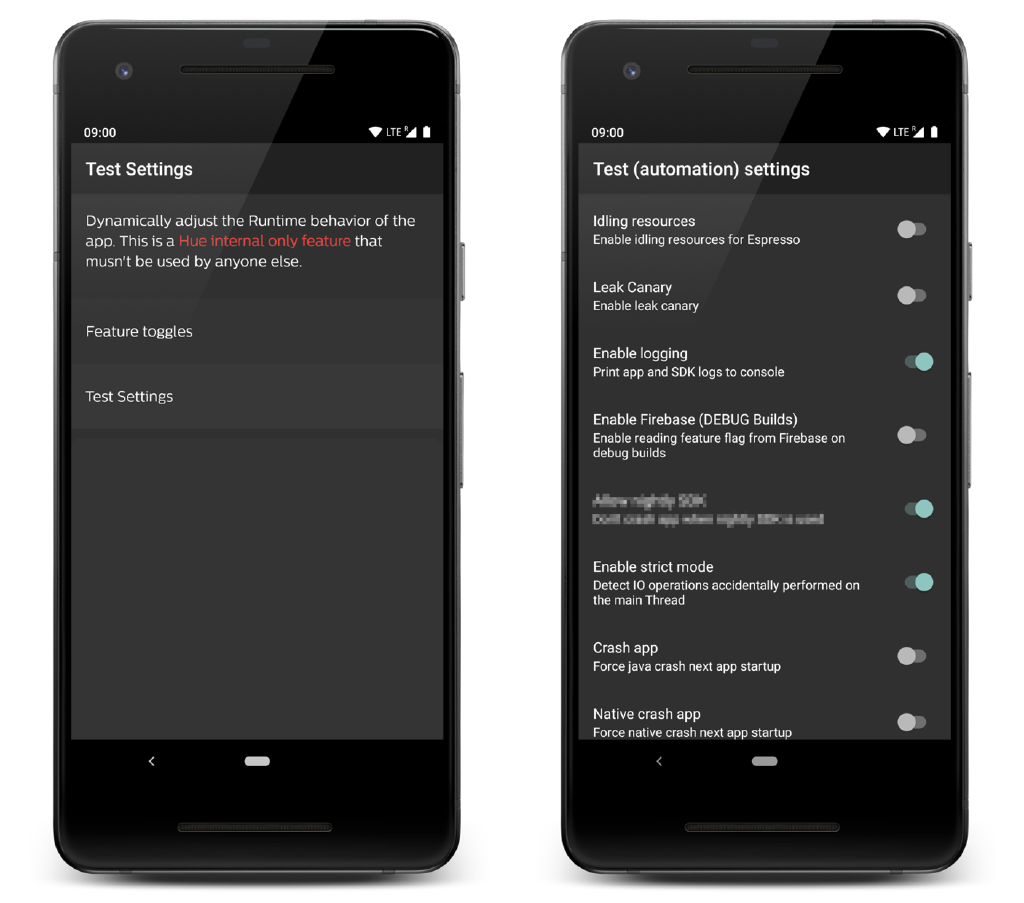 09:00
LTE R
Test Settings
Dynamically adjust the Runtime behavior of the
app. This is a Hue internal only feature that
musn't be used by anyone else.
Feature toggles
Test Settings
09:00
LTE R
Test (automation) settings
Idling resources
Enable idling resources for Espresso
Leak Canary
Enable leak canary
Enable logging
Print app and SDK logs to console
Enable Firebase (DEBUG Builds)
Enable reading feature flag from Firebase on
debug builds
Enable strict mode
Detect IO operations accidentally performed on
the main Thread
Crash app
Force java crash next app startup
Native crash app
Force native crash next app startup